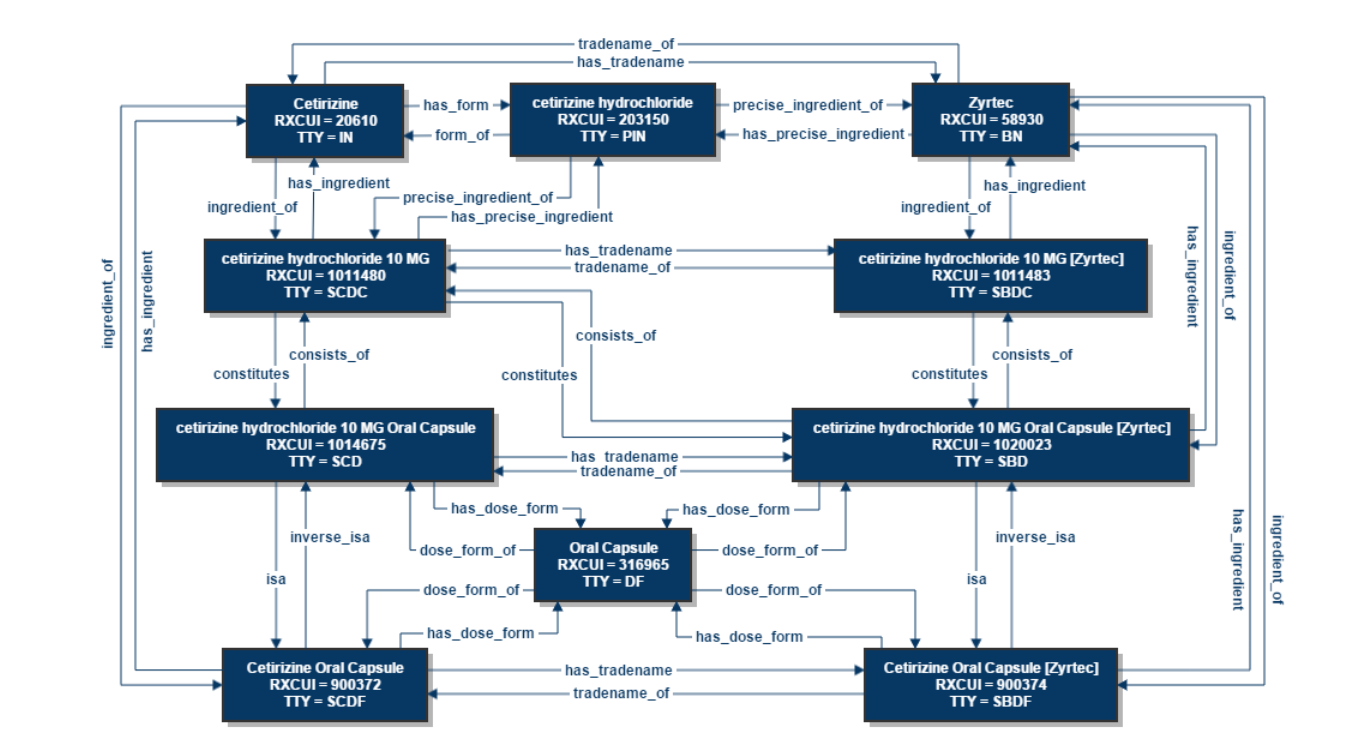 tradename_of
has_tradename
Cetirizine
RXCUI = 20610
TTY = IN
has_form
form_of
cetirizine hydrochloride
RXCUI = 203150
TTY = PIN
precise_ingredient_of
has_precise_ingredient
Zyrtec
RXCUI = 58930
TTY = BN
has_ingredient
ingredient_of
precise_ingredient_of
has_precise_ingredient
has_ingredient
ingredient_of
cetirizine hydrochloride 10 MG
RXCUI = 1011480
TTY = SCDC
has_tradename
tradename_of
cetirizine hydrochloride 10 MG [Zyrtec]
RXCUI = 1011483
TTY = SBDC
ingredient_of
has_ingredient
has_ingredient
ingredient_of
consists_of
constitutes
consists_of
constitutes
consists_of
constitutes
cetirizine hydrochloride 10 MG Oral Capsule
RXCUI = 1014675
TTY = SCD
has_tradename
tradename_of
cetirizine hydrochloride 10 MG Oral Capsule [Zyrtec]
RXCUI = 1020023
TTY = SBD
has_dose_form
has_dose_form
inverse_isa
isa
dose_form_of
Oral Capsule
RXCUI = 316965
TTY = DF
dose_form_of
inverse_isa
isa
has_ingredient
ingredient_of
dose_form_of
dose_form_of
has_dose_form
has_dose_form
Cetirizine Oral Capsule
RXCUI = 900372
TTY = SCDF
has_tradename
tradename_of
Cetirizine Oral Capsule [Zyrtec]
RXCUI = 900374
TTY = SBDF